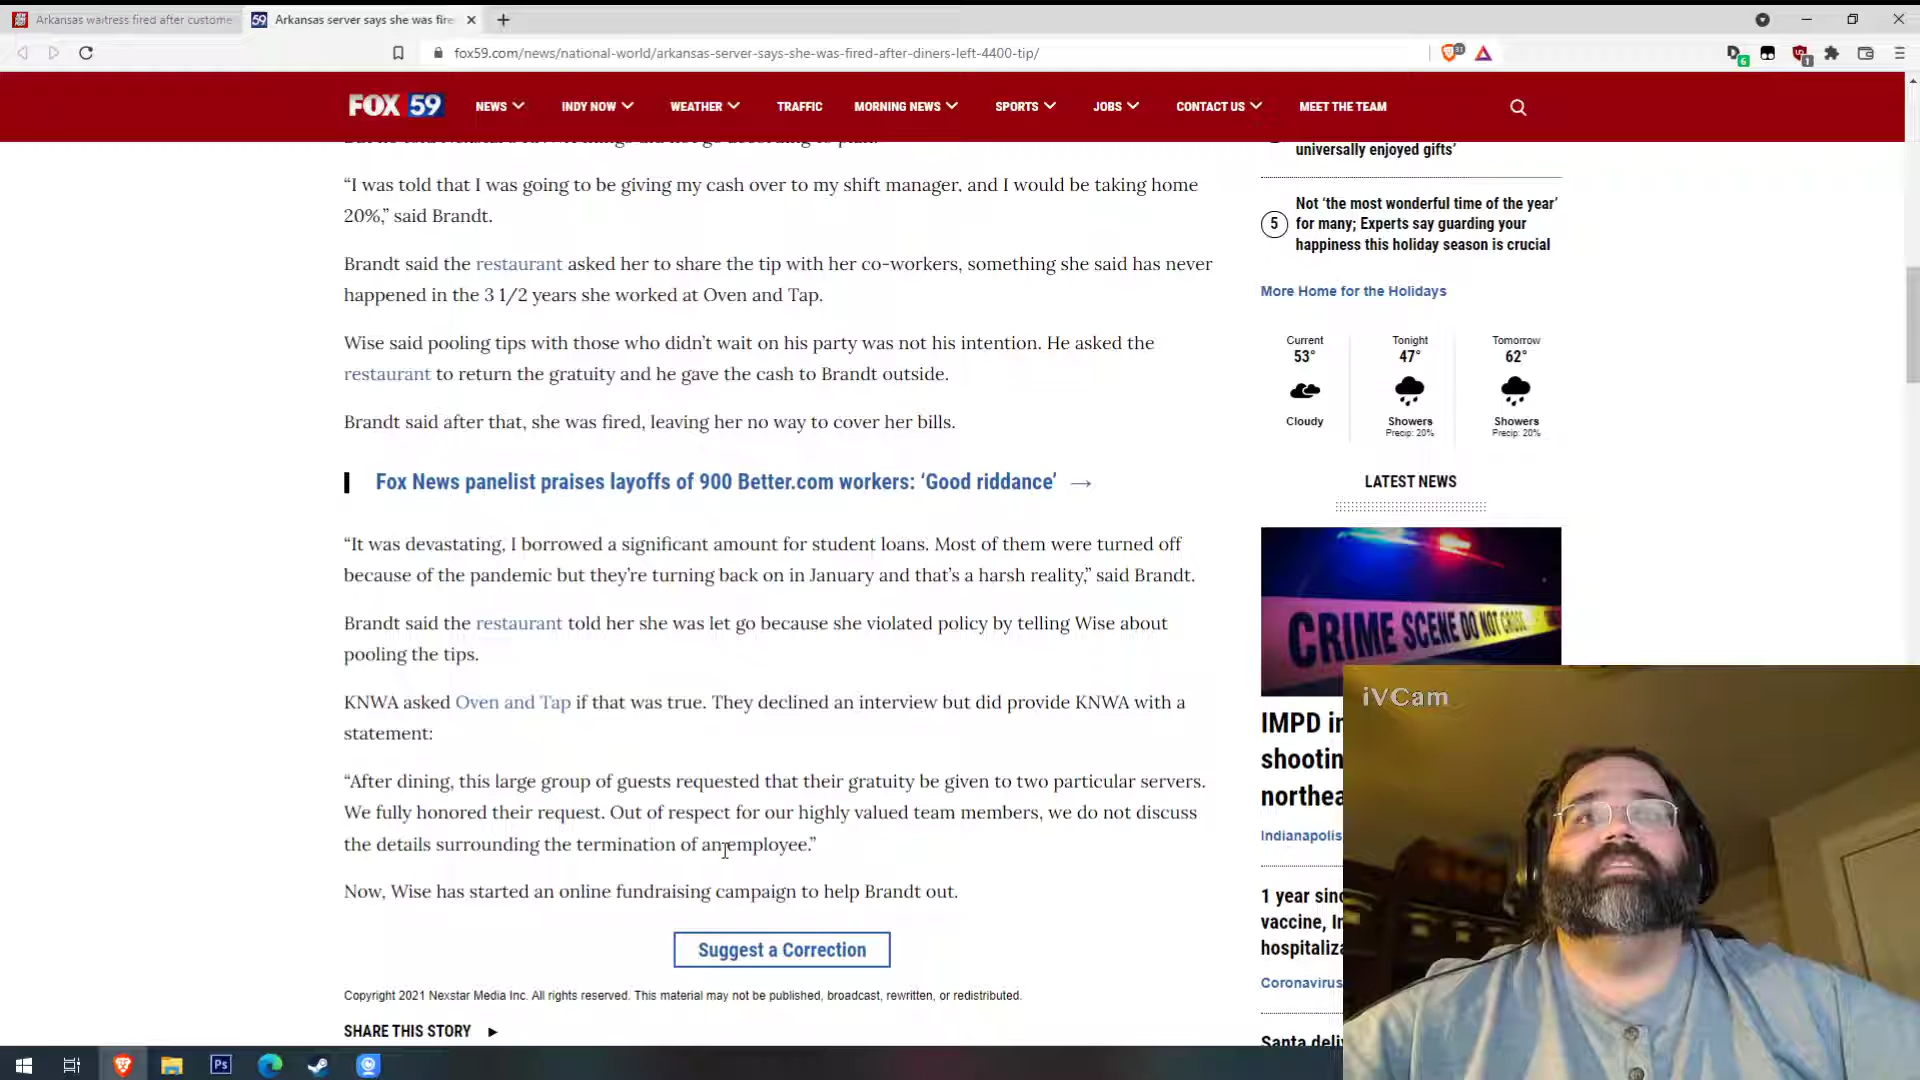 Arkansas waitress fired after custome
59 Arkansas server says she was fire
fox59.com/news/national-world/arkansas-server-says-she-was-fired-after-diners-left-4400-tip/
FOX 59 NEWS INDY NOW WEATHER TRAFFIC MORNING NEWS SPORTS JOBS CONTACT US MEET THE TEAM
“I was told that I was going to be giving my cash over to my shift manager, and I would be taking home
20%,” said Brandt.
Brandt said the restaurant asked her to share the tip with her co-workers, something she said has never
happened in the 3 1/2 years she worked at Oven and Tap.
Wise said pooling tips with those who didn’t wait on his party was not his intention. He asked the
restaurant to return the gratuity and he gave the cash to Brandt outside.
Brandt said after that, she was fired, leaving her no way to cover her bills.
Fox News panelist praises layoffs of 900 Better.com workers: ‘Good riddance’ →
“It was devastating, I borrowed a significant amount for student loans. Most of them were turned off
because of the pandemic but they’re turning back on in January and that’s a harsh reality,” said Brandt.
Brandt said the restaurant told her she was let go because she violated policy by telling Wise about
pooling the tips.
KNWA asked Oven and Tap if that was true. They declined an interview but did provide KNWA with a
statement:
“After dining, this large group of guests requested that their gratuity be given to two particular servers.
We fully honored their request. Out of respect for our highly valued team members, we do not discuss
the details surrounding the termination of an employee.”
Now, Wise has started an online fundraising campaign to help Brandt out.
Suggest a Correction
Copyright 2021 Nexstar Media Inc. All rights reserved. This material may not be published, broadcast, rewritten, or redistributed.
SHARE THIS STORY
universally enjoyed gifts’
5
Not ‘the most wonderful time of the year’
for many; Experts say guarding your
happiness this holiday season is crucial
More Home for the Holidays
Current Tonight Tomorrow
53° 47° 62°
Cloudy Showers Showers
Precip: 20% Precip: 20%
LATEST NEWS
CRIME SCENE DO NOT CROSS
IMPD in
shootin
northea
Indianapolis
1 year sinc
vaccine, In
hospitaliza
Coronavirus
Santa deli
iVCam